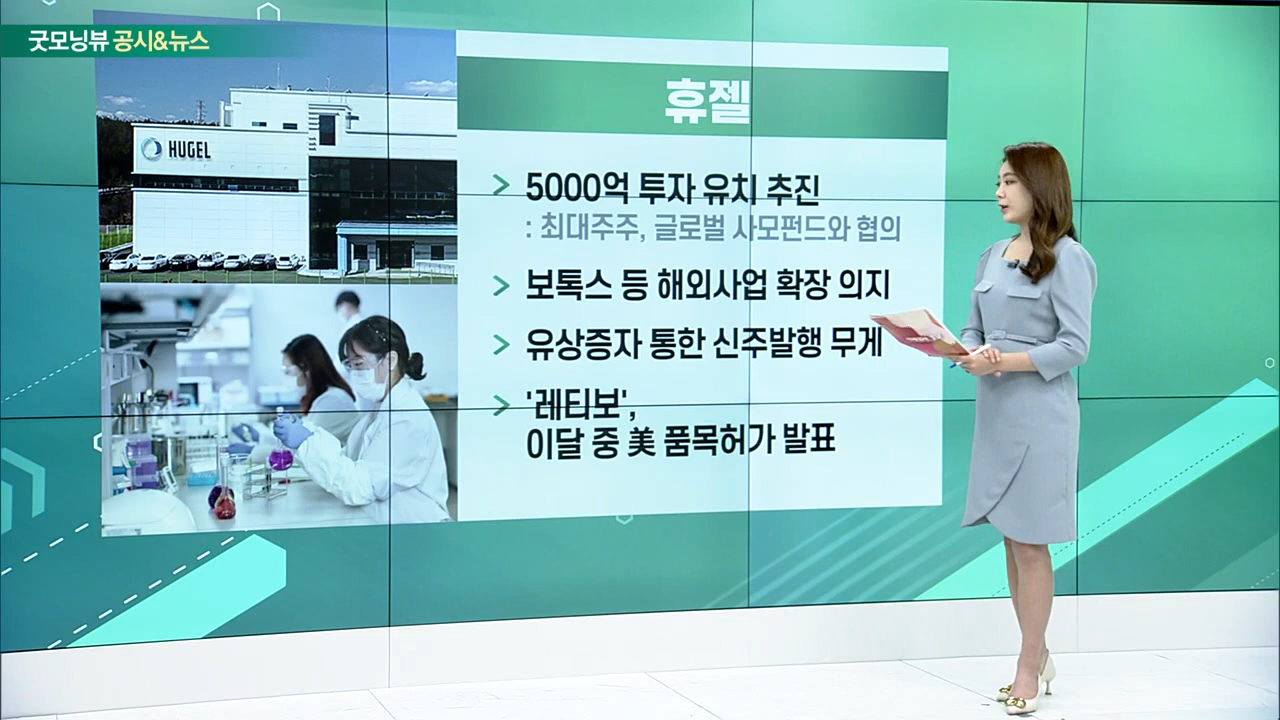 굿모닝뷰 공시&뉴스
HUGEL
휴젤
> 5000억 투자 유치 추진
: 최대주주, 글로벌 사모펀드와 협의
> 보톡스 등 해외사업 확장 의지
> 유상증자 통한 신주발행 무게
> '레티보',
이달 중 美 품목허가 발표